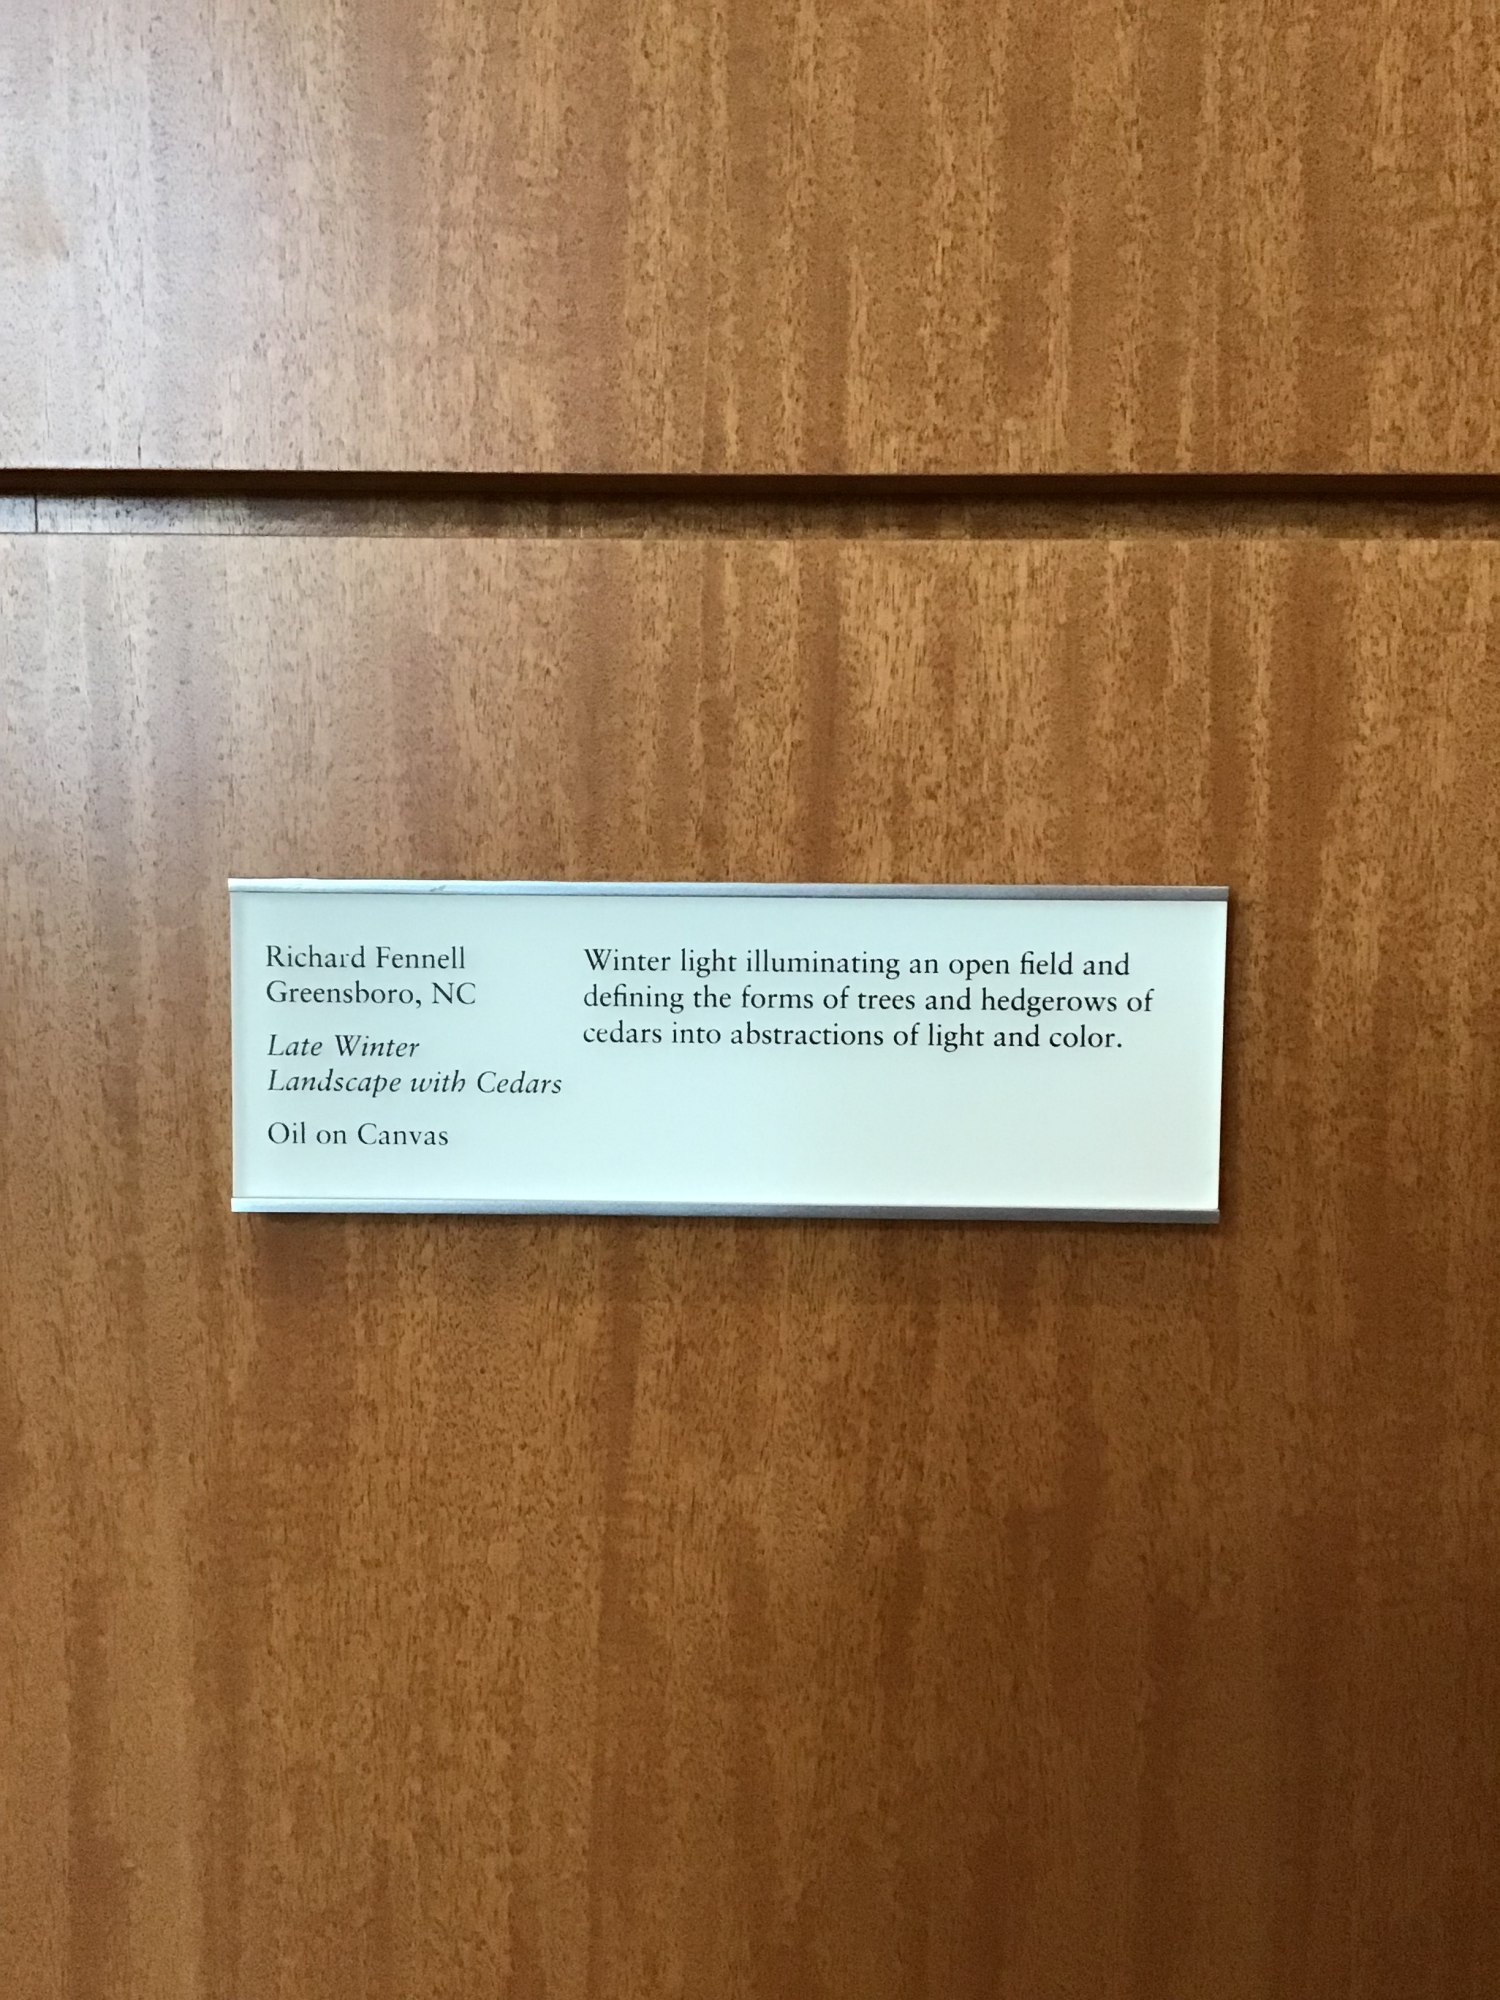 Richard Fennell
Greensboro, NC
Late Winter
Landscape with Cedars
Oil on Canvas
Winter light illuminating an open field and
defining the forms of trees and hedgerows of
cedars into abstractions of light and color.